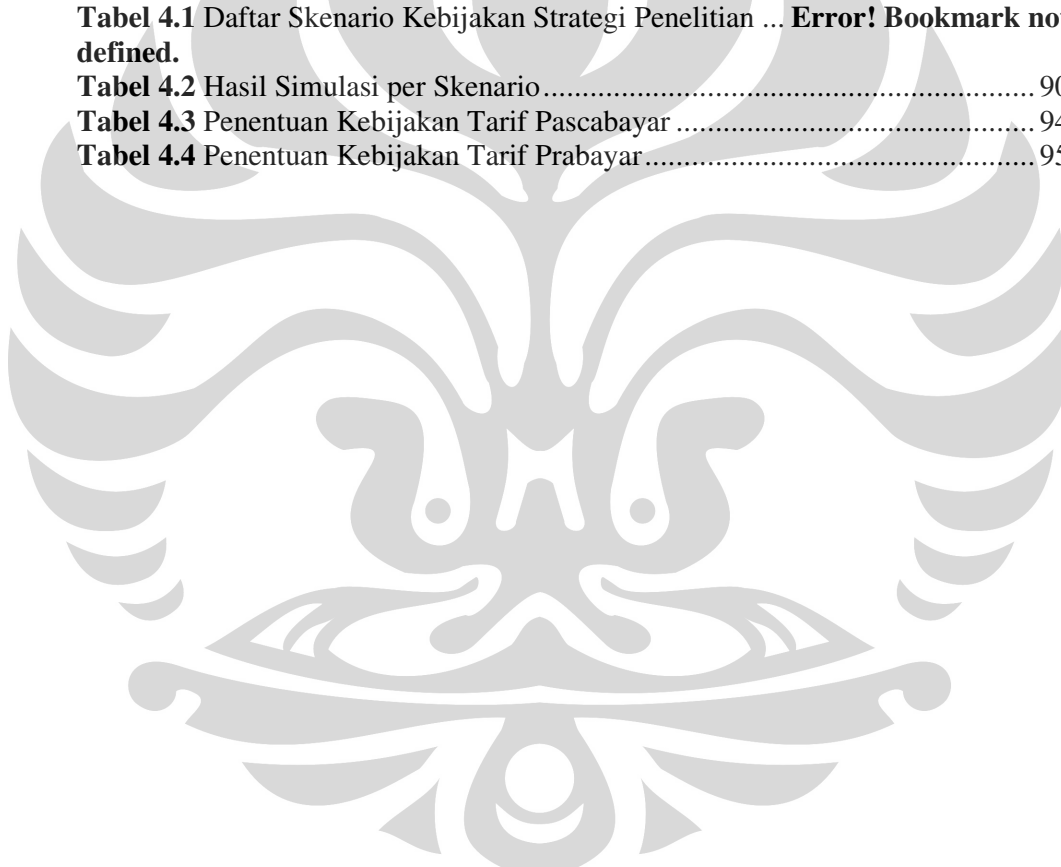 Tabel 4.1 Daftar Skenario Kebijakan Strategi Penelitian ... Error! Bookmark not
defined.
Tabel 4.2 Hasil Simulasi per Skenario.......................................................................... 90
Tabel 4.3 Penentuan Kebijakan Tarif Pascabayar ...................................................... 94
Tabel 4.4 Penentuan Kebijakan Tarif Prabayar........................................................... 95